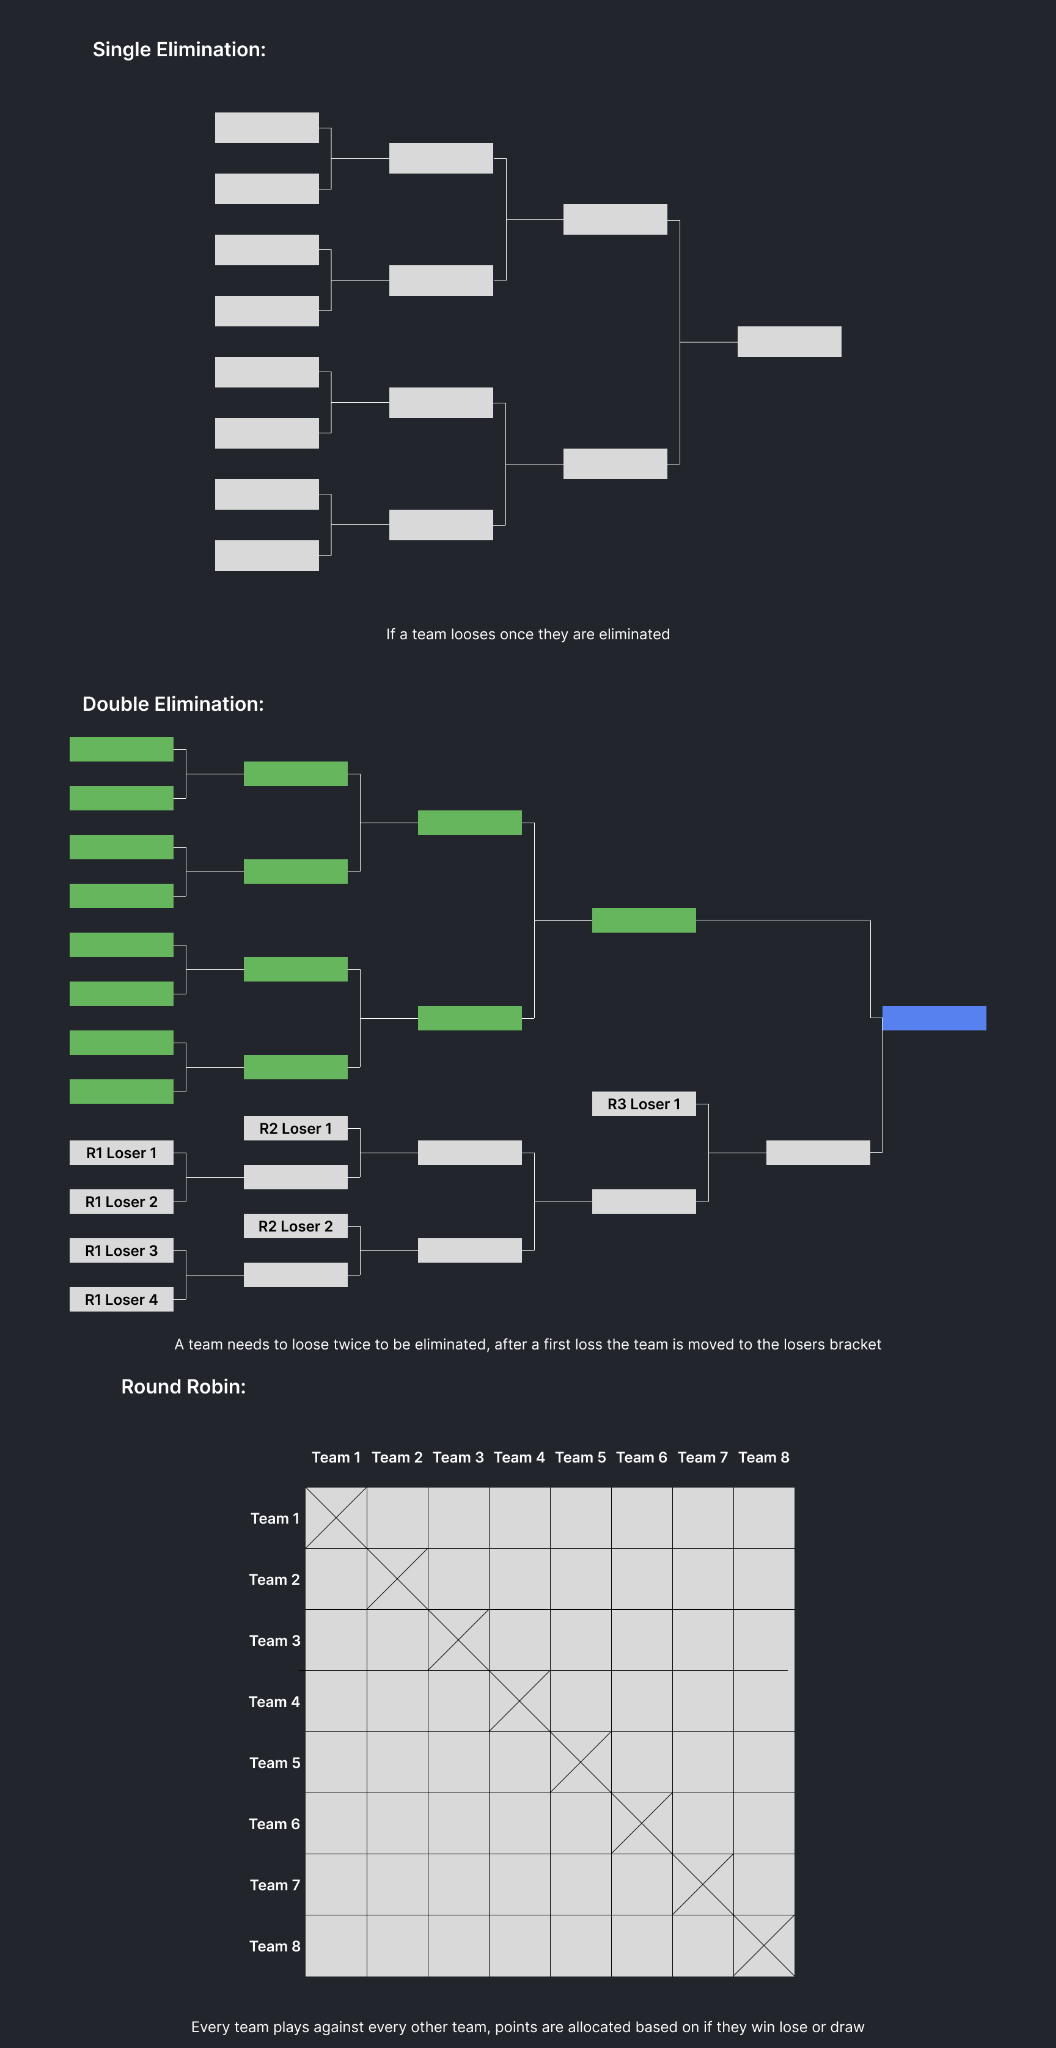 Single Elimination:
If a team looses once they are eliminated
Double Elimination:
R3 Loser 1
R2 Loser 1
R1 Loser 1
R1 Loser 2
R2 Loser 2
R1 Loser 3
R1 Loser 4
A team needs to loose twice to be eliminated, after a first loss the team is moved to the losers bracket
Round Robin:
Team 1 Team 2 Team 3 Team 4 Team 5 Team 6 Team 7 Team 8
Team 1
Team 2
Team 3
Team 4
Team 5
Team 6
Team 7
Team 8
Every team plays against every other team, points are allocated based on if they win lose or draw